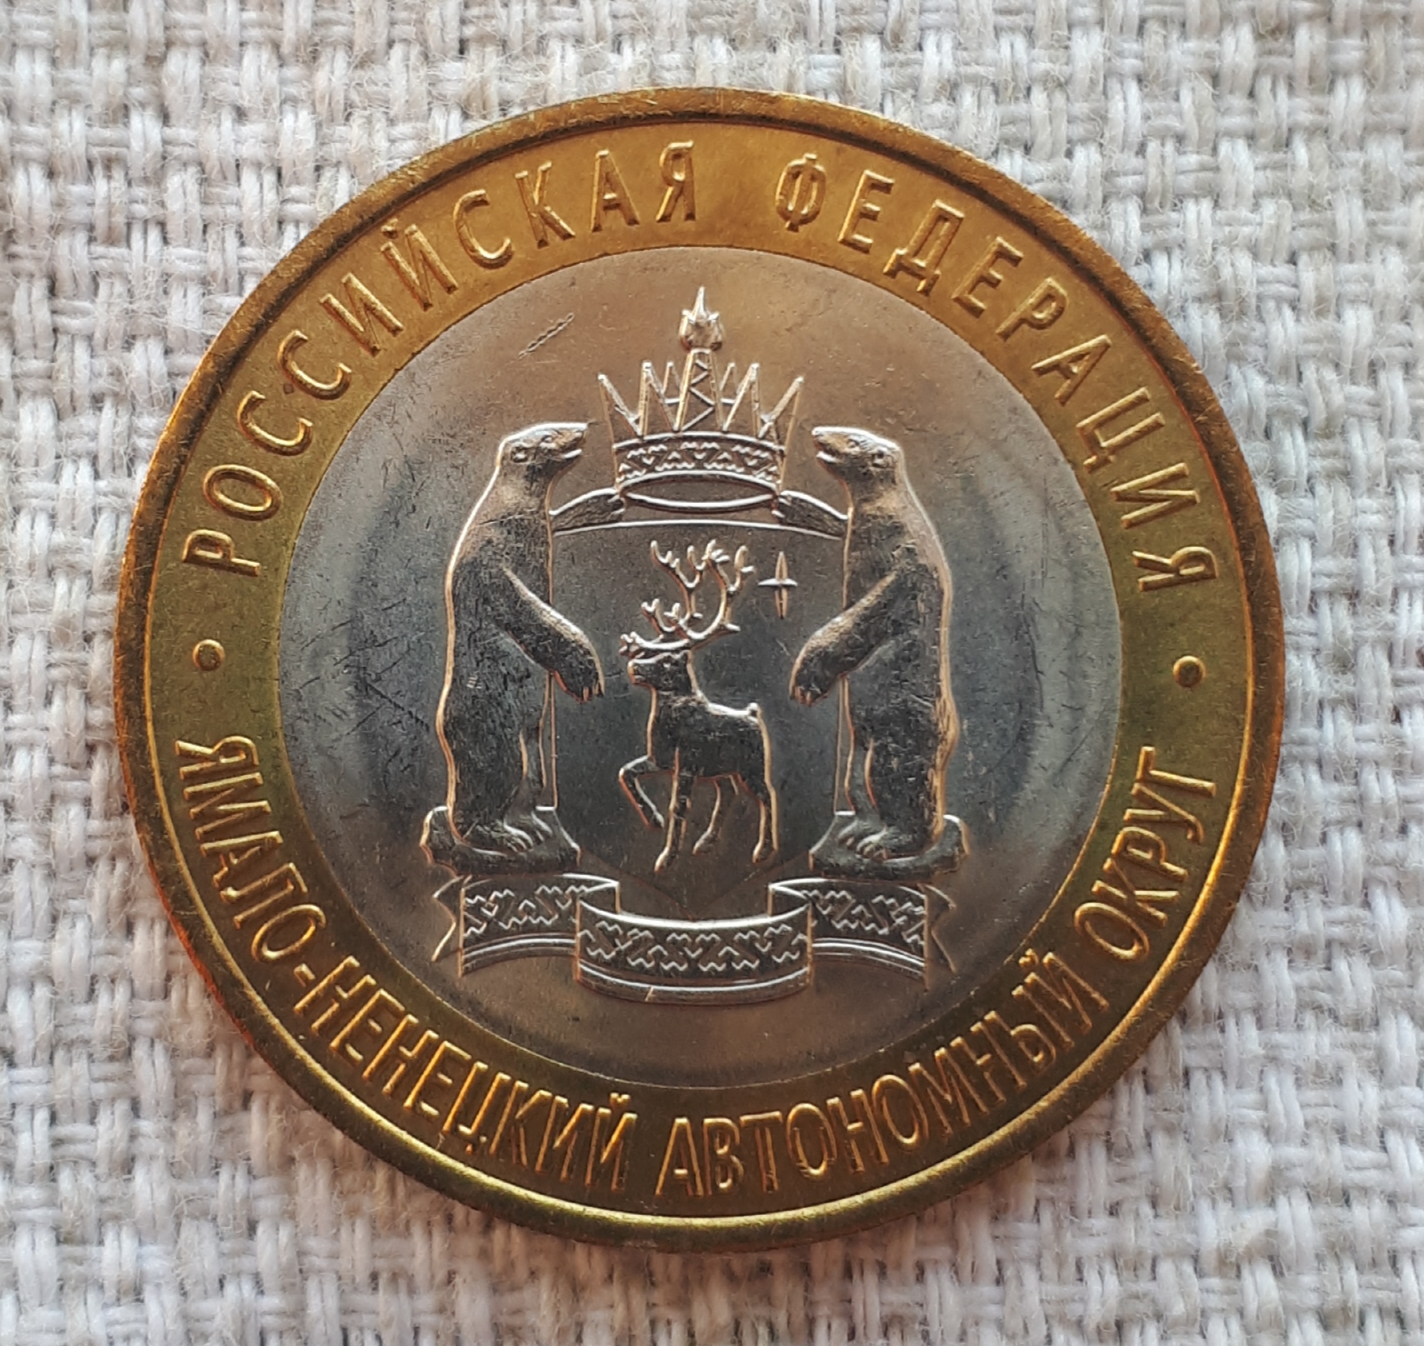 РОССИЙСКАЯ ФЕДЕРАЦИЯ
ЯМАЛО-НЕНЕЦКИЙ АВТОНОМНЫЙ ОКРУГ